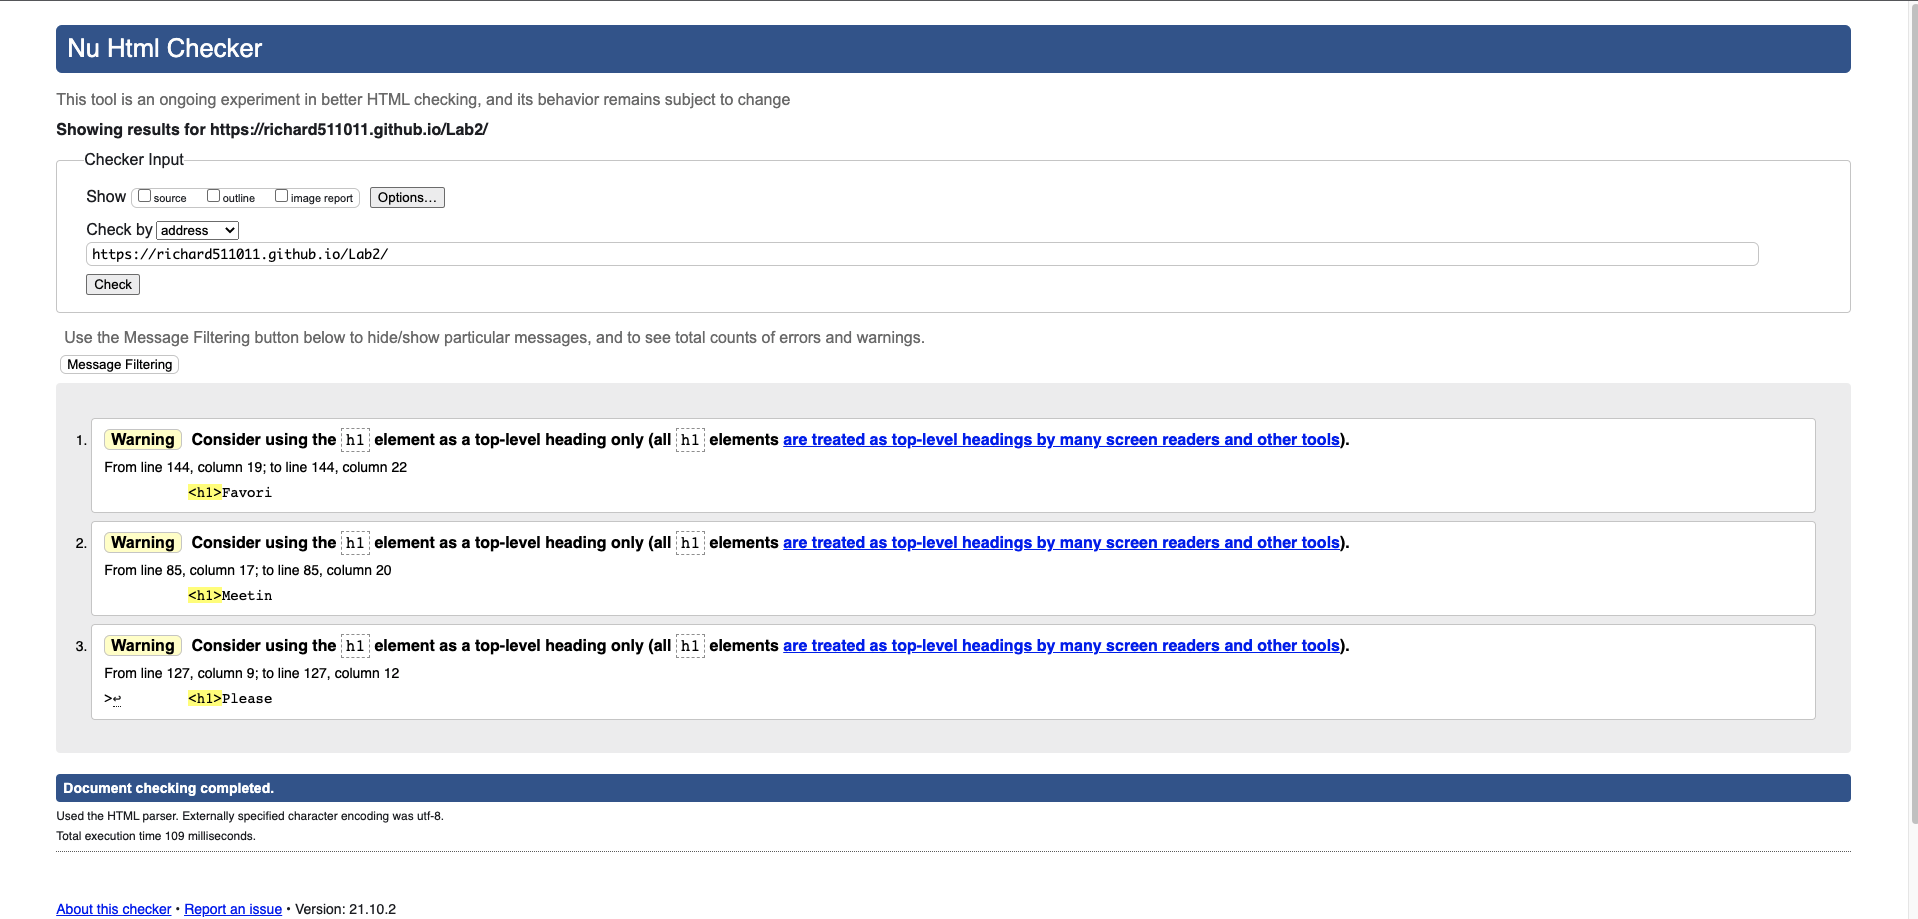 Nu Html Checker
This tool is an ongoing experiment in better HTML checking, and its behavior remains subject to change
Showing results for https://richard511011.github.io/Lab2/
Checker Input
Show source outline image report Options...
Check by address
https://richard511011.github.io/Lab2/
Check
Use the Message Filtering button below to hide/show particular messages, and to see total counts of errors and warnings.
Message Filtering
1. Warning Consider using the h1 element as a top-level heading only (all h1 elements are treated as top-level headings by many screen readers and other tools).
From line 144, column 19; to line 144, column 22
<h1>Favori
2. Warning Consider using the h1 element as a top-level heading only (all h1 elements are treated as top-level headings by many screen readers and other tools).
From line 85, column 17; to line 85, column 20
<h1>Meetin
3. Warning Consider using the h1 element as a top-level heading only (all h1 elements are treated as top-level headings by many screen readers and other tools).
From line 127, column 9; to line 127, column 12
>↩ <h1>Please
Document checking completed.
Used the HTML parser. Externally specified character encoding was utf-8.
Total execution time 109 milliseconds.
About this checker • Report an issue • Version: 21.10.2